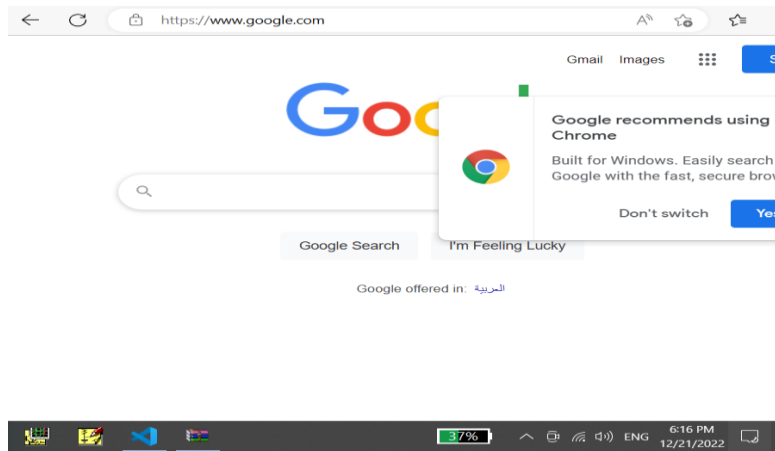 https://www.google.com
Gmail Images
Google recommends using
Chrome
Built for Windows. Easily search
Google with the fast, secure
Don't switch
Google Search I'm Feeling Lucky
Google offered in: العربية
37% ENG 6:16 PM
12/21/2022